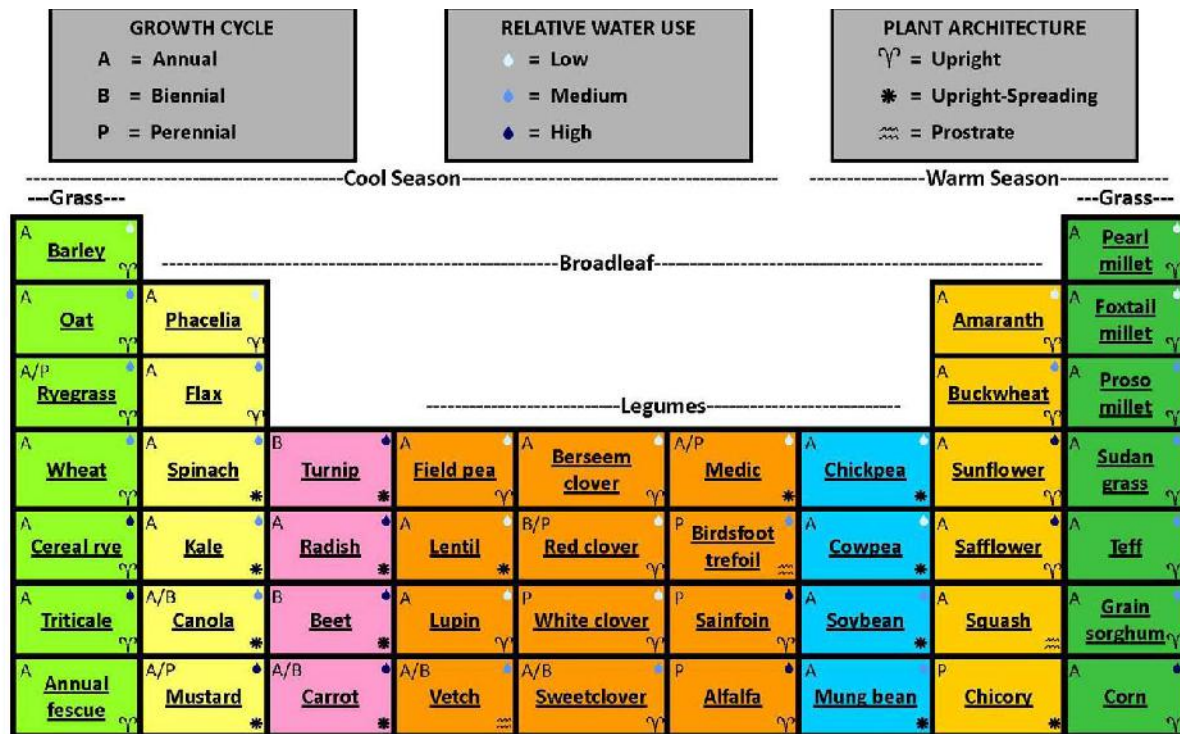 GROWTH CYCLE
A = Annual
B = Biennial
P = Perennial
RELATIVE WATER USE
= Low
= Medium
= High
PLANT ARCHITECTURE
= Upright
= Upright-Spreading
= Prostrate
Cool Season
Warm Season
---Grass---
---Grass---
Broadleaf
Legumes
A
Barley
A
Pearl
millet
A
Oat
A
Phacelia
A
Amaranth
A
Foxtail
millet
A/P
Ryegrass
A
Flax
A
Buckwheat
A
Proso
millet
A
Wheat
A
Spinach
B
Turnip
A
Field pea
A
Berseem
clover
A/P
Medic
A
Chickpea
A
Sunflower
A
Sudan
grass
A
Cereal rye
A
Kale
A
Radish
A
Lentil
B/P
Red clover
P
Birdsfoot
trefoil
A
Cowpea
A
Safflower
A
Teff
A
Triticale
A/B
Canola
B
Beet
A
Lupin
P
White clover
P
Sainfoin
A
Soybean
A
Squash
A
Grain
sorghum
A
Annual
fescue
A/P
Mustard
A/B
Carrot
A/B
Vetch
A/B
Sweetclover
P
Alfalfa
A
Mung bean
P
Chicory
A
Corn